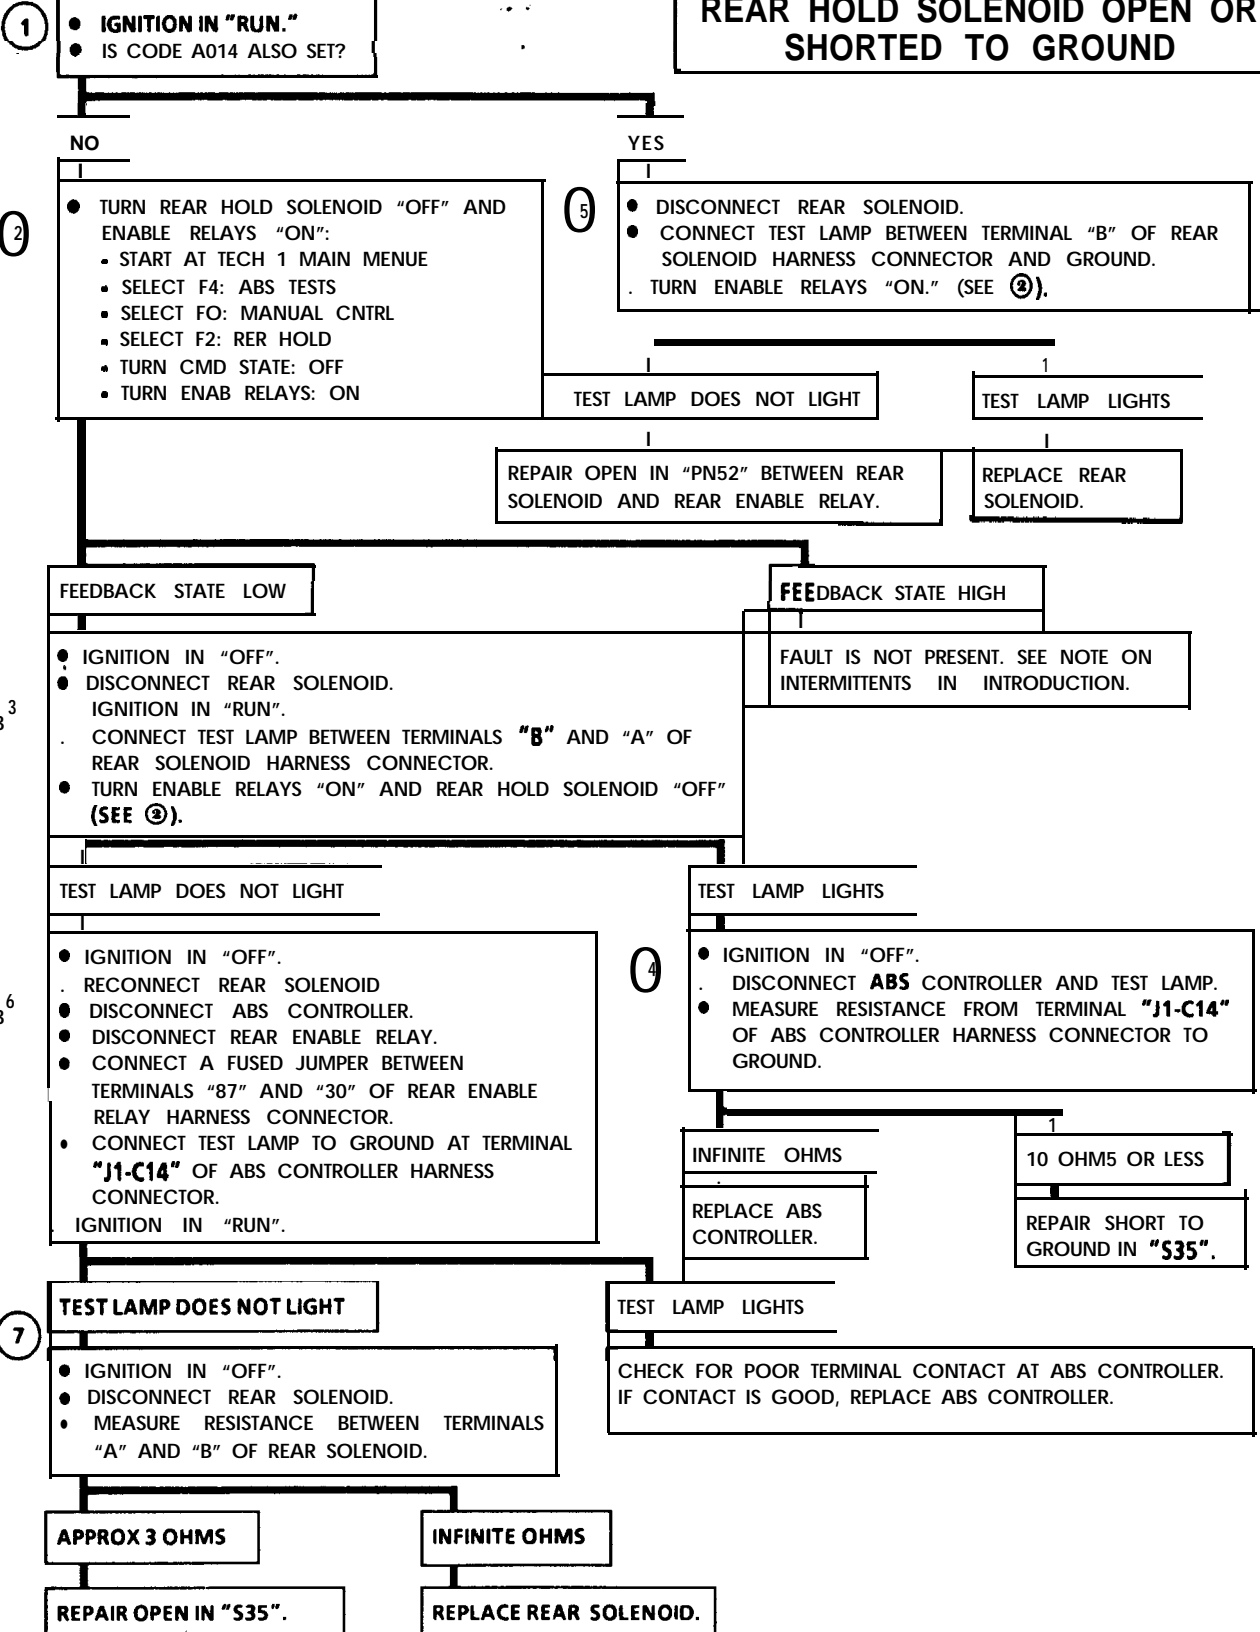 REAR HOLD SOLENOID OPEN OR
SHORTED TO GROUND
1
IGNITION IN "RUN."
IS CODE A014 ALSO SET?
NO
YES
2
TURN REAR HOLD SOLENOID "OFF" AND
ENABLE RELAYS "ON":
START AT TECH 1 MAIN MENUE
SELECT F4: ABS TESTS
SELECT FO: MANUAL CNTRL
SELECT F2: RER HOLD
TURN CMD STATE: OFF
TURN ENAB RELAYS: ON
5
DISCONNECT REAR SOLENOID.
CONNECT TEST LAMP BETWEEN TERMINAL "B" OF REAR
SOLENOID HARNESS CONNECTOR AND GROUND.
. TURN ENABLE RELAYS "ON." (SEE ②).
TEST LAMP DOES NOT LIGHT
1
TEST LAMP LIGHTS
REPAIR OPEN IN "PN52" BETWEEN REAR
SOLENOID AND REAR ENABLE RELAY.
REPLACE REAR
SOLENOID.
FEEDBACK STATE LOW
FEEDBACK STATE HIGH
FAULT IS NOT PRESENT. SEE NOTE ON
INTERMITTENTS IN INTRODUCTION.
3
IGNITION IN "OFF".
DISCONNECT REAR SOLENOID.
IGNITION IN "RUN".
. CONNECT TEST LAMP BETWEEN TERMINALS "B" AND "A" OF
REAR SOLENOID HARNESS CONNECTOR.
TURN ENABLE RELAYS "ON" AND REAR HOLD SOLENOID "OFF"
(SEE ②).
TEST LAMP DOES NOT LIGHT
TEST LAMP LIGHTS
6
IGNITION IN "OFF".
. RECONNECT REAR SOLENOID
DISCONNECT ABS CONTROLLER.
DISCONNECT REAR ENABLE RELAY.
CONNECT A FUSED JUMPER BETWEEN
TERMINALS "87" AND "30" OF REAR ENABLE
RELAY HARNESS CONNECTOR.
CONNECT TEST LAMP TO GROUND AT TERMINAL
"J1-C14" OF ABS CONTROLLER HARNESS
CONNECTOR.
. IGNITION IN "RUN".
4
IGNITION IN "OFF".
. DISCONNECT ABS CONTROLLER AND TEST LAMP.
MEASURE RESISTANCE FROM TERMINAL "J1-C14"
OF ABS CONTROLLER HARNESS CONNECTOR TO
GROUND.
INFINITE OHMS
1
10 OHM5 OR LESS
REPLACE ABS
CONTROLLER.
REPAIR SHORT TO
GROUND IN "S35".
TEST LAMP DOES NOT LIGHT
TEST LAMP LIGHTS
7
IGNITION IN "OFF".
DISCONNECT REAR SOLENOID.
MEASURE RESISTANCE BETWEEN TERMINALS
"A" AND "B" OF REAR SOLENOID.
CHECK FOR POOR TERMINAL CONTACT AT ABS CONTROLLER.
IF CONTACT IS GOOD, REPLACE ABS CONTROLLER.
APPROX 3 OHMS
INFINITE OHMS
REPAIR OPEN IN "S35".
REPLACE REAR SOLENOID.